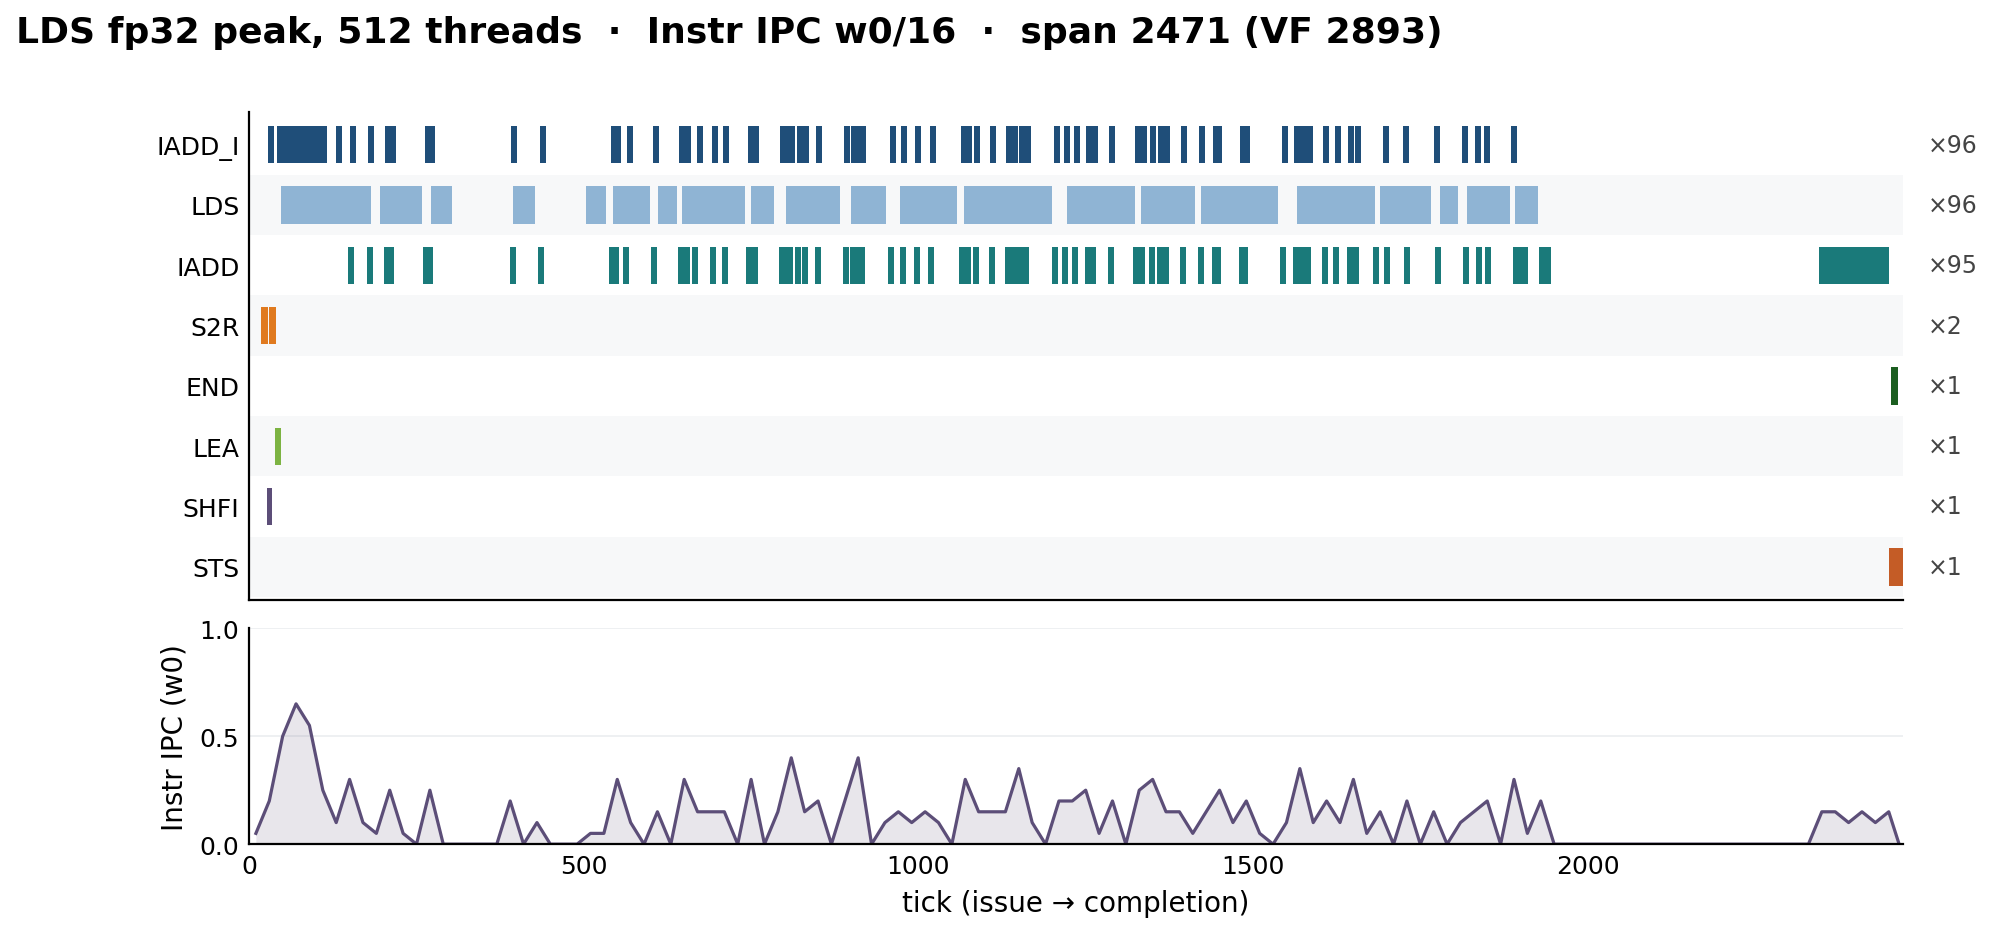 LDS fp32 peak, 512 threads · Instr IPC w0/16 · span 2471 (VF 2893)
IADD_I ×96
LDS ×96
IADD ×95
S2R ×2
END ×1
LEA ×1
SHFI ×1
STS ×1
Instr IPC (w0)
1.0
0.5
0.0
0 500 1000 1500 2000
tick (issue → completion)